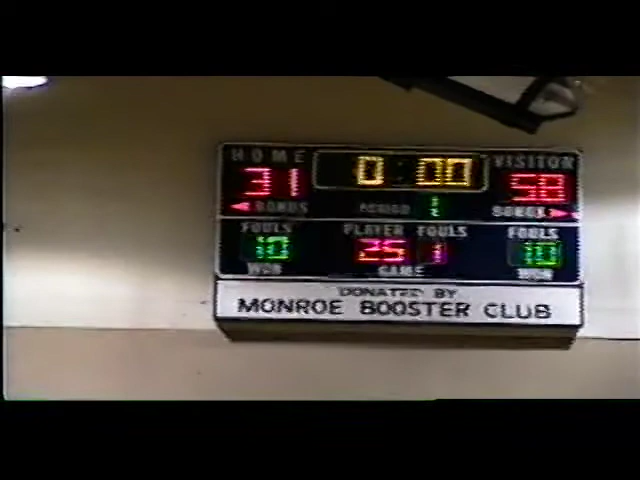 HOME 0:00 VISITOR
31 58
BONUS PERIOD BONUS
FOULS PLAYER FOULS FOULS
10 25 1 10
WON GAME WON
DONATED BY
MONROE BOOSTER CLUB